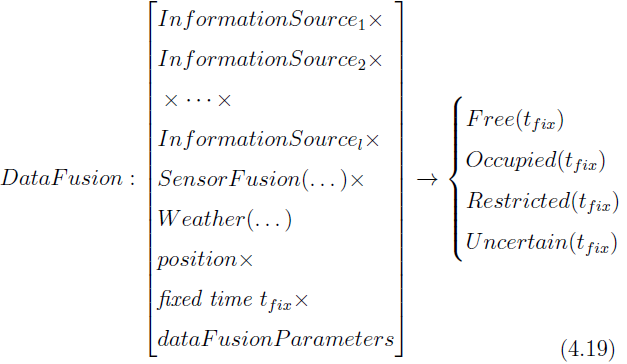 DataFusion :
InformationSource₁×
InformationSource₂×
× ⋯ ×
InformationSourceₗ×
SensorFusion(...)×
Weather(...)
position×
fixed time t_fix×
dataFusionParameters
→
Free(t_fix)
Occupied(t_fix)
Restricted(t_fix)
Uncertain(t_fix)
(4.19)